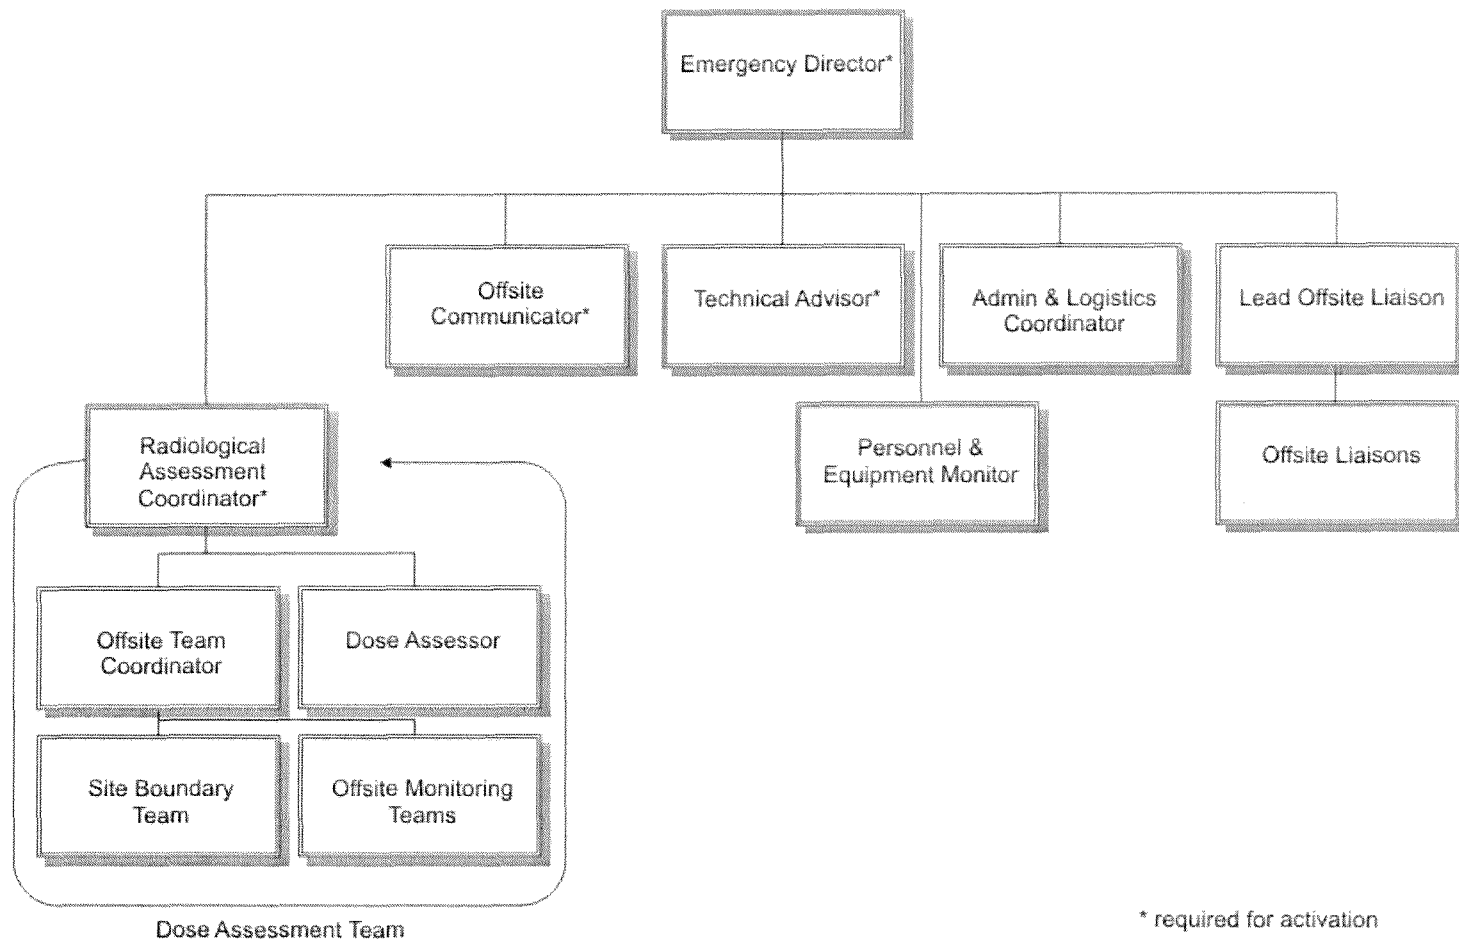 Emergency Director*
Offsite
Communicator*
Technical Advisor*
Admin & Logistics
Coordinator
Lead Offsite Liaison
Radiological
Assessment
Coordinator*
Personnel &
Equipment Monitor
Offsite Liaisons
Offsite Team
Coordinator
Dose Assessor
Site Boundary
Team
Offsite Monitoring
Teams
Dose Assessment Team
* required for activation